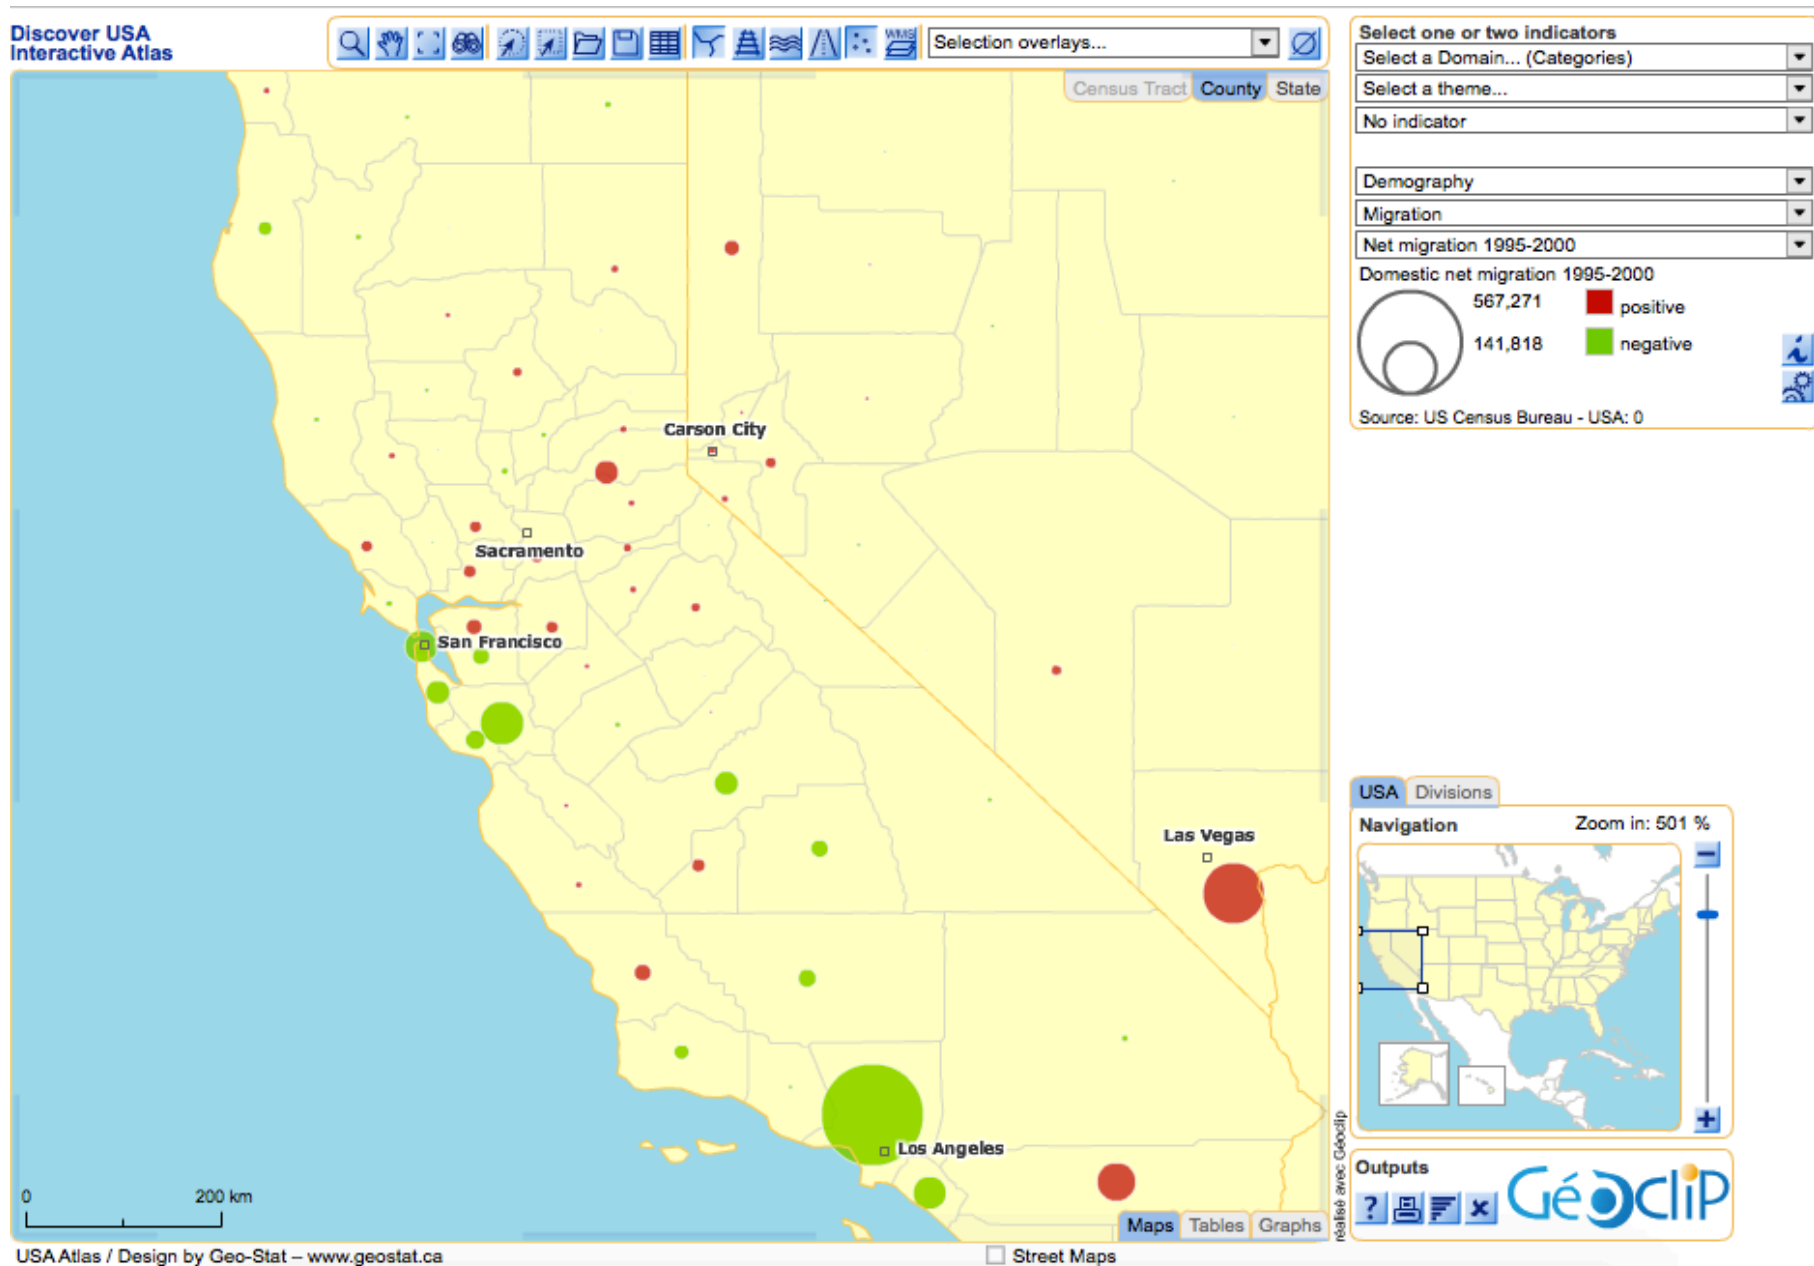 Discover USA
Interactive Atlas
WMS
Selection overlays...
Census Tract
County
State
Carson City
Sacramento
San Francisco
Las Vegas
Los Angeles
0
200 km
Maps
Tables
Graphs
réalisé avec Géoclip
USA Atlas / Design by Geo-Stat – www.geostat.ca
Street Maps
Select one or two indicators
Select a Domain... (Categories)
Select a theme...
No indicator
Demography
Migration
Net migration 1995-2000
Domestic net migration 1995-2000
567,271
positive
141,818
negative
i
Source: US Census Bureau - USA: 0
USA
Divisions
Navigation
Zoom in: 501 %
Outputs
?
GéoclIP